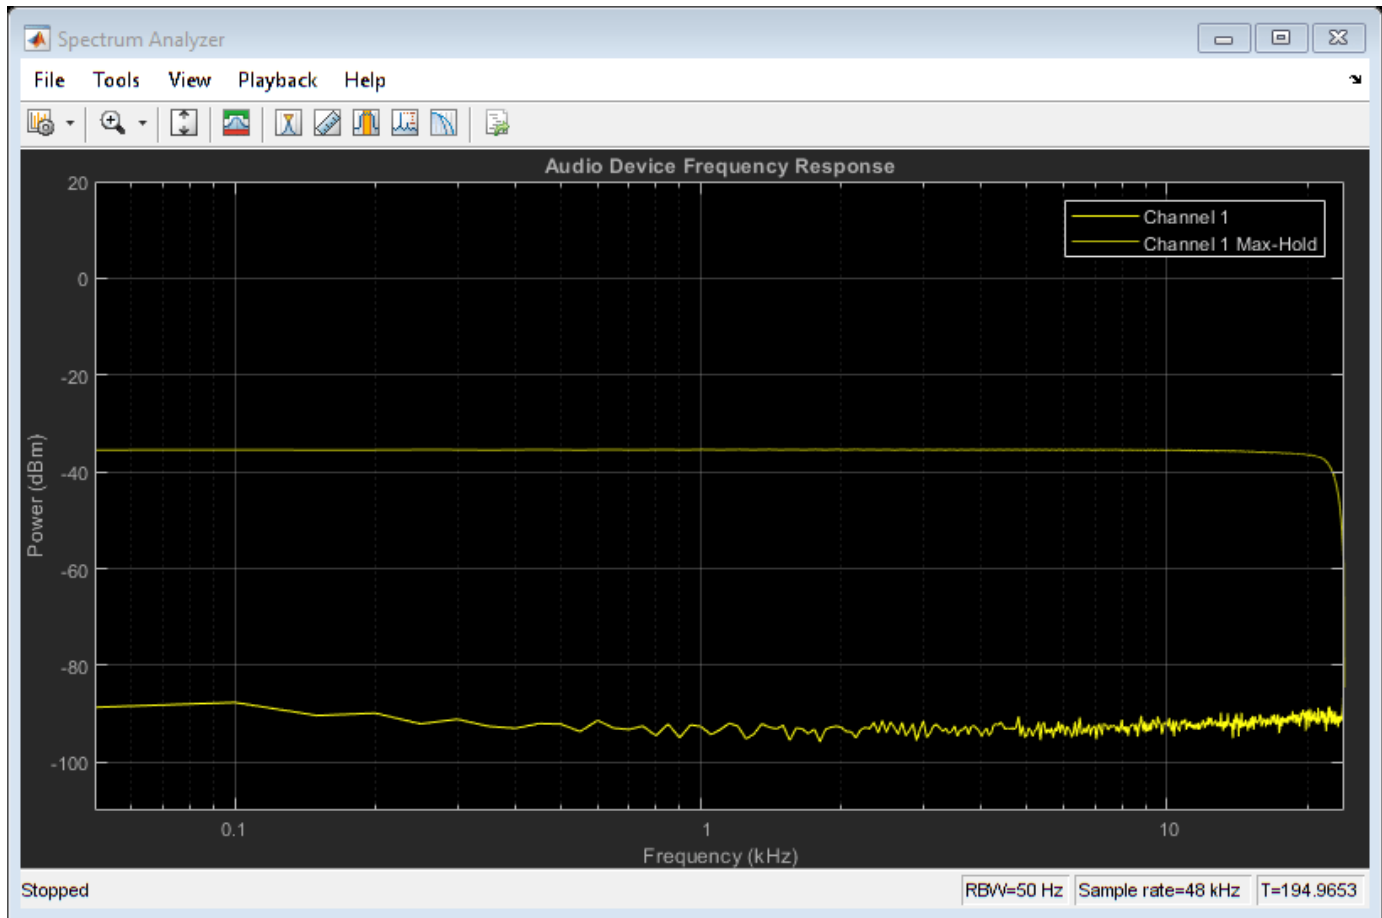 Spectrum Analyzer
File Tools View Playback Help
Audio Device Frequency Response
Channel 1
Channel 1 Max-Hold
20
0
-20
-40
-60
-80
-100
Power (dBm)
0.1 1 10
Frequency (kHz)
Stopped RBW=50 Hz Sample rate=48 kHz T=194.9653